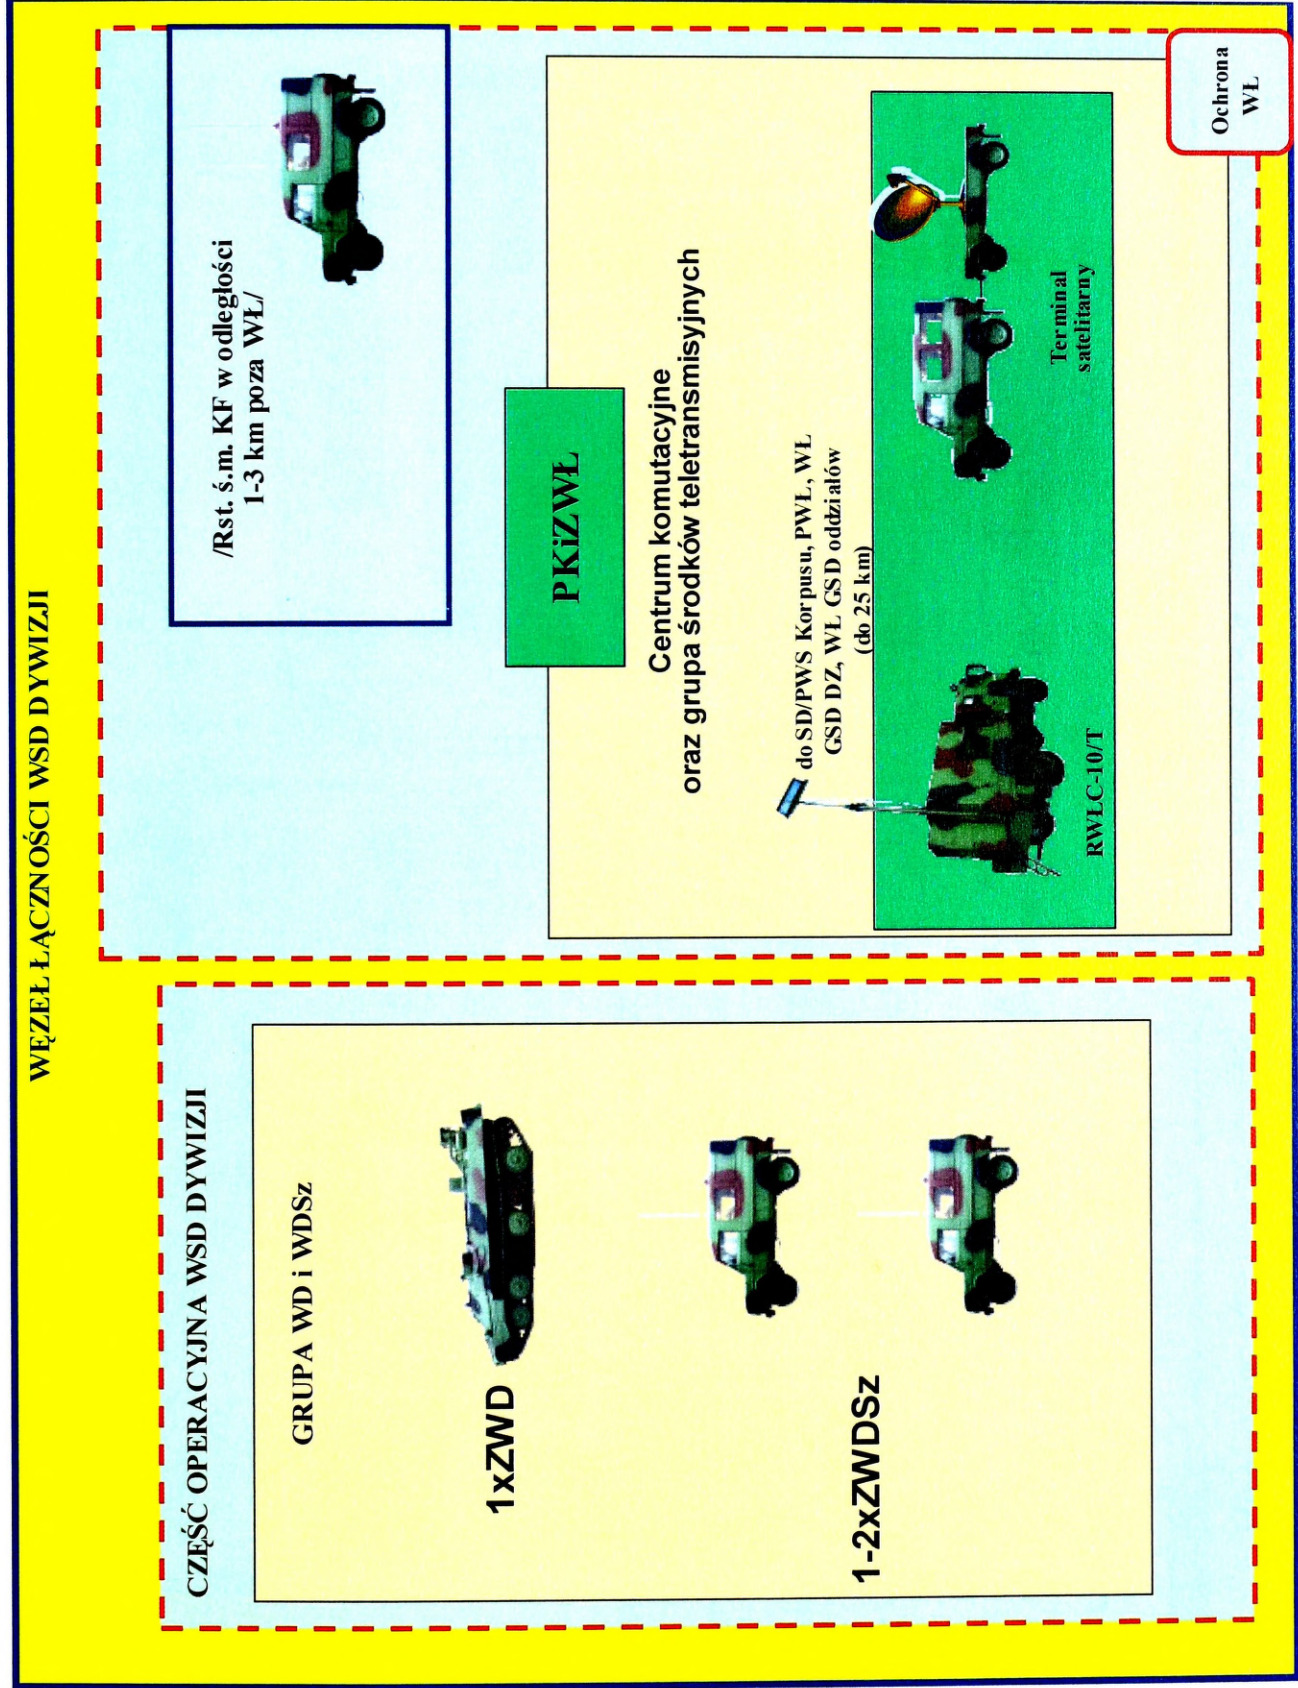 WĘZEŁ ŁĄCZNOŚCI WSD DYWIZJI
CZĘŚĆ OPERACYJNA WSD DYWIZJI
GRUPA WD i WDSz
1xZWD
1-2xZWDSz
/Rst. ś.m. KF w odległości
1-3 km poza WŁ/
PKiZWŁ
Centrum komutacyjne
oraz grupa środków teletransmisyjnych
do SD/PWS Korpusu, PWŁ, WŁ
GSD DZ, WŁ GSD oddziałów
(do 25 km)
RWŁC-10/T
Terminal
satelitarny
Ochrona
WŁ